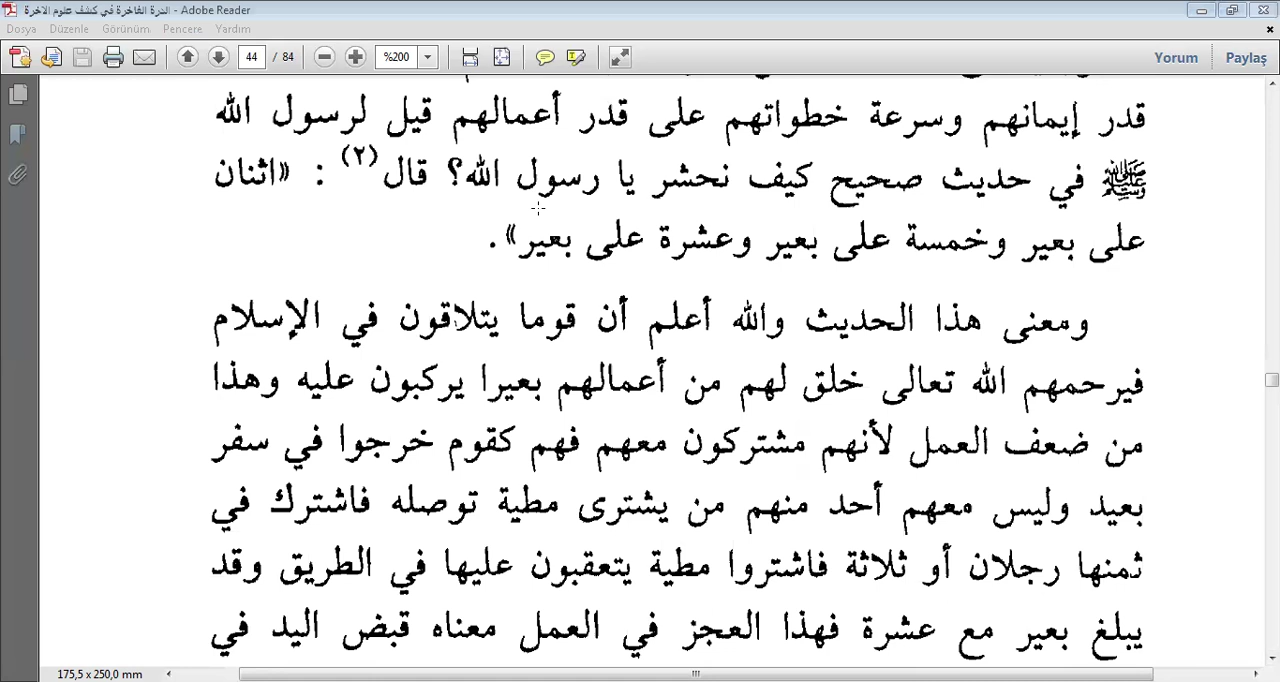 الدرة الفاخرة في كشف علوم الاخرة - Adobe Reader
Dosya Düzenle Görünüm Pencere Yardım
44 / 84 %200 Yorum Paylaş
قدر إيمانهم وسرعة خطواتهم على قدر أعمالهم قيل لرسول الله
ﷺ في حديث صحيح كيف نحشر يا رسول الله؟ قال(٢) : «اثنان
على بعير وخمسة على بعير وعشرة على بعير» .
ومعنى هذا الحديث والله أعلم أن قوما يتلاقون في الإسلام
فيرحمهم الله تعالى خلق لهم من أعمالهم بعيرا يركبون عليه وهذا
من ضعف العمل لأنهم مشتركون معهم فهم كقوم خرجوا في سفر
بعيد وليس معهم أحد منهم من يشترى مطية توصله فاشترك في
ثمنها رجلان أو ثلاثة فاشتروا مطية يتعقبون عليها في الطريق وقد
يبلغ بعير مع عشرة فهذا العجز في العمل معناه قبض اليد في
175,5 x 250,0 mm